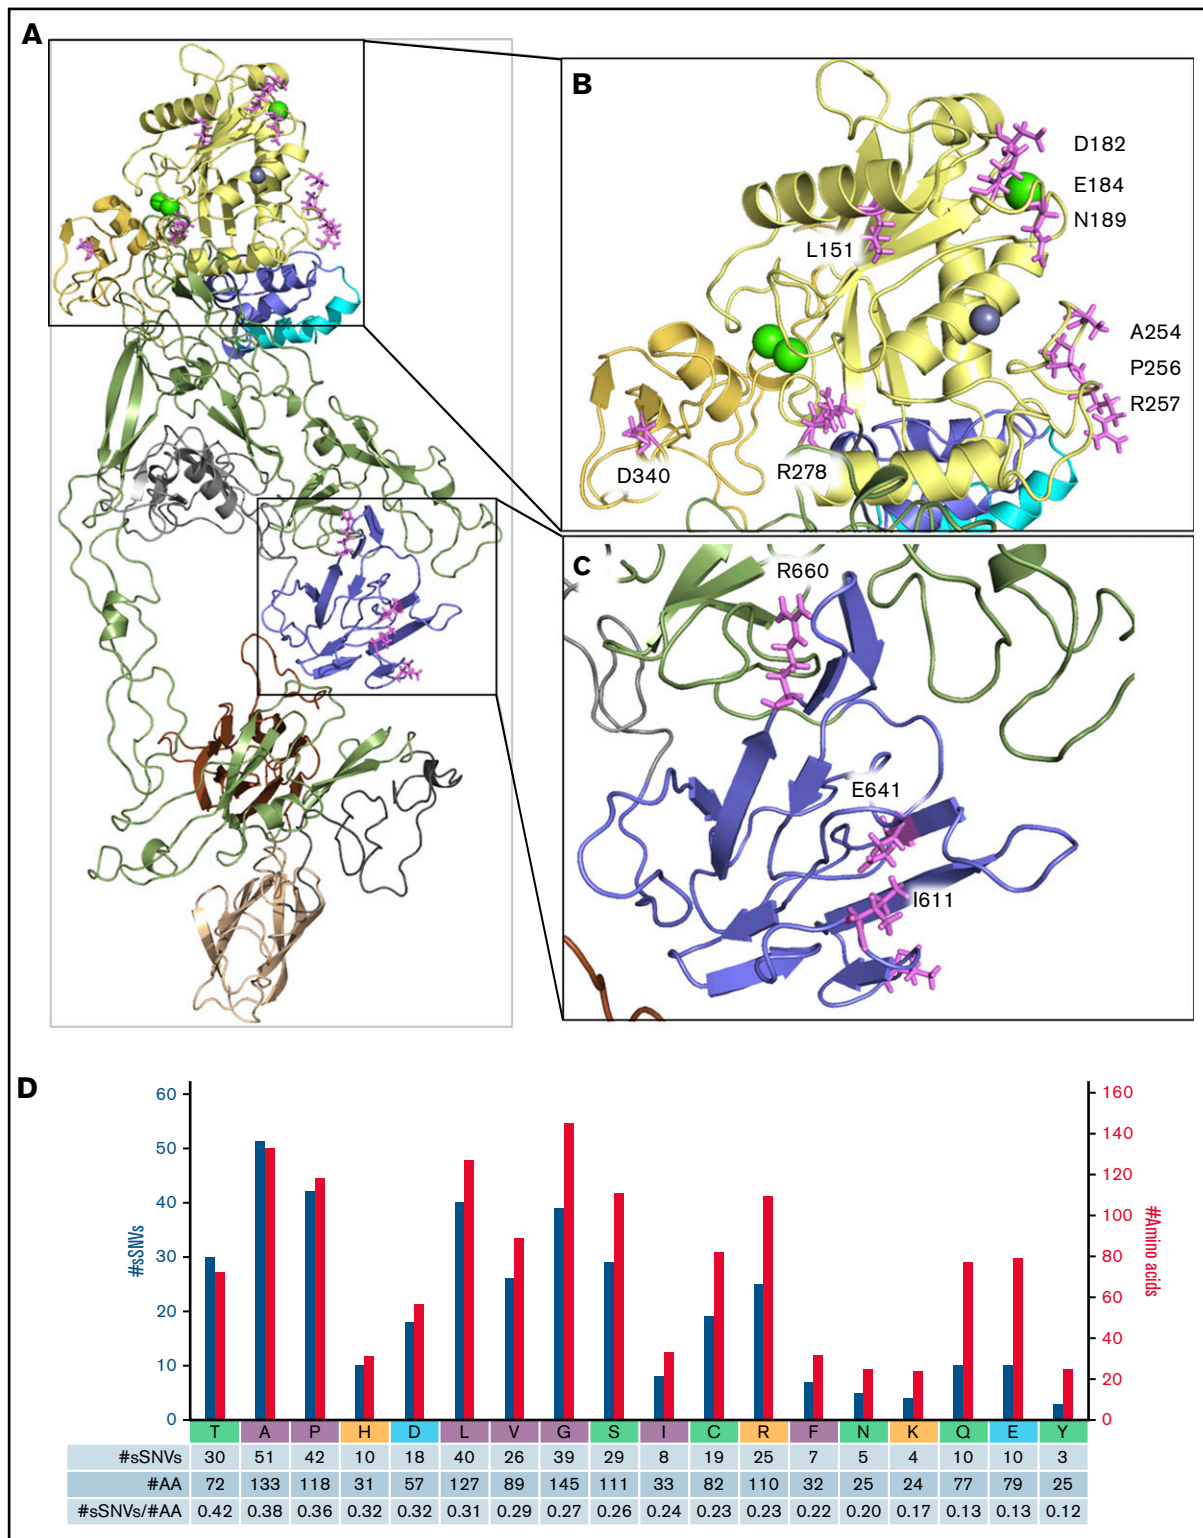 A
B
D182
E184
N189
L151
A254
P256
R257
D340
R278
C
R660
E641
I611
D
60
50
40
30
20
10
0
#sSNVs
160
140
120
100
80
60
40
20
0
#Amino acids
T A P H D L V G S I C R F N K Q E Y
#sSNVs 30 51 42 10 18 40 26 39 29 8 19 25 7 5 4 10 10 3
#AA 72 133 118 31 57 127 89 145 111 33 82 110 32 25 24 77 79 25
#sSNVs/#AA 0.42 0.38 0.36 0.32 0.32 0.31 0.29 0.27 0.26 0.24 0.23 0.23 0.22 0.20 0.17 0.13 0.13 0.12